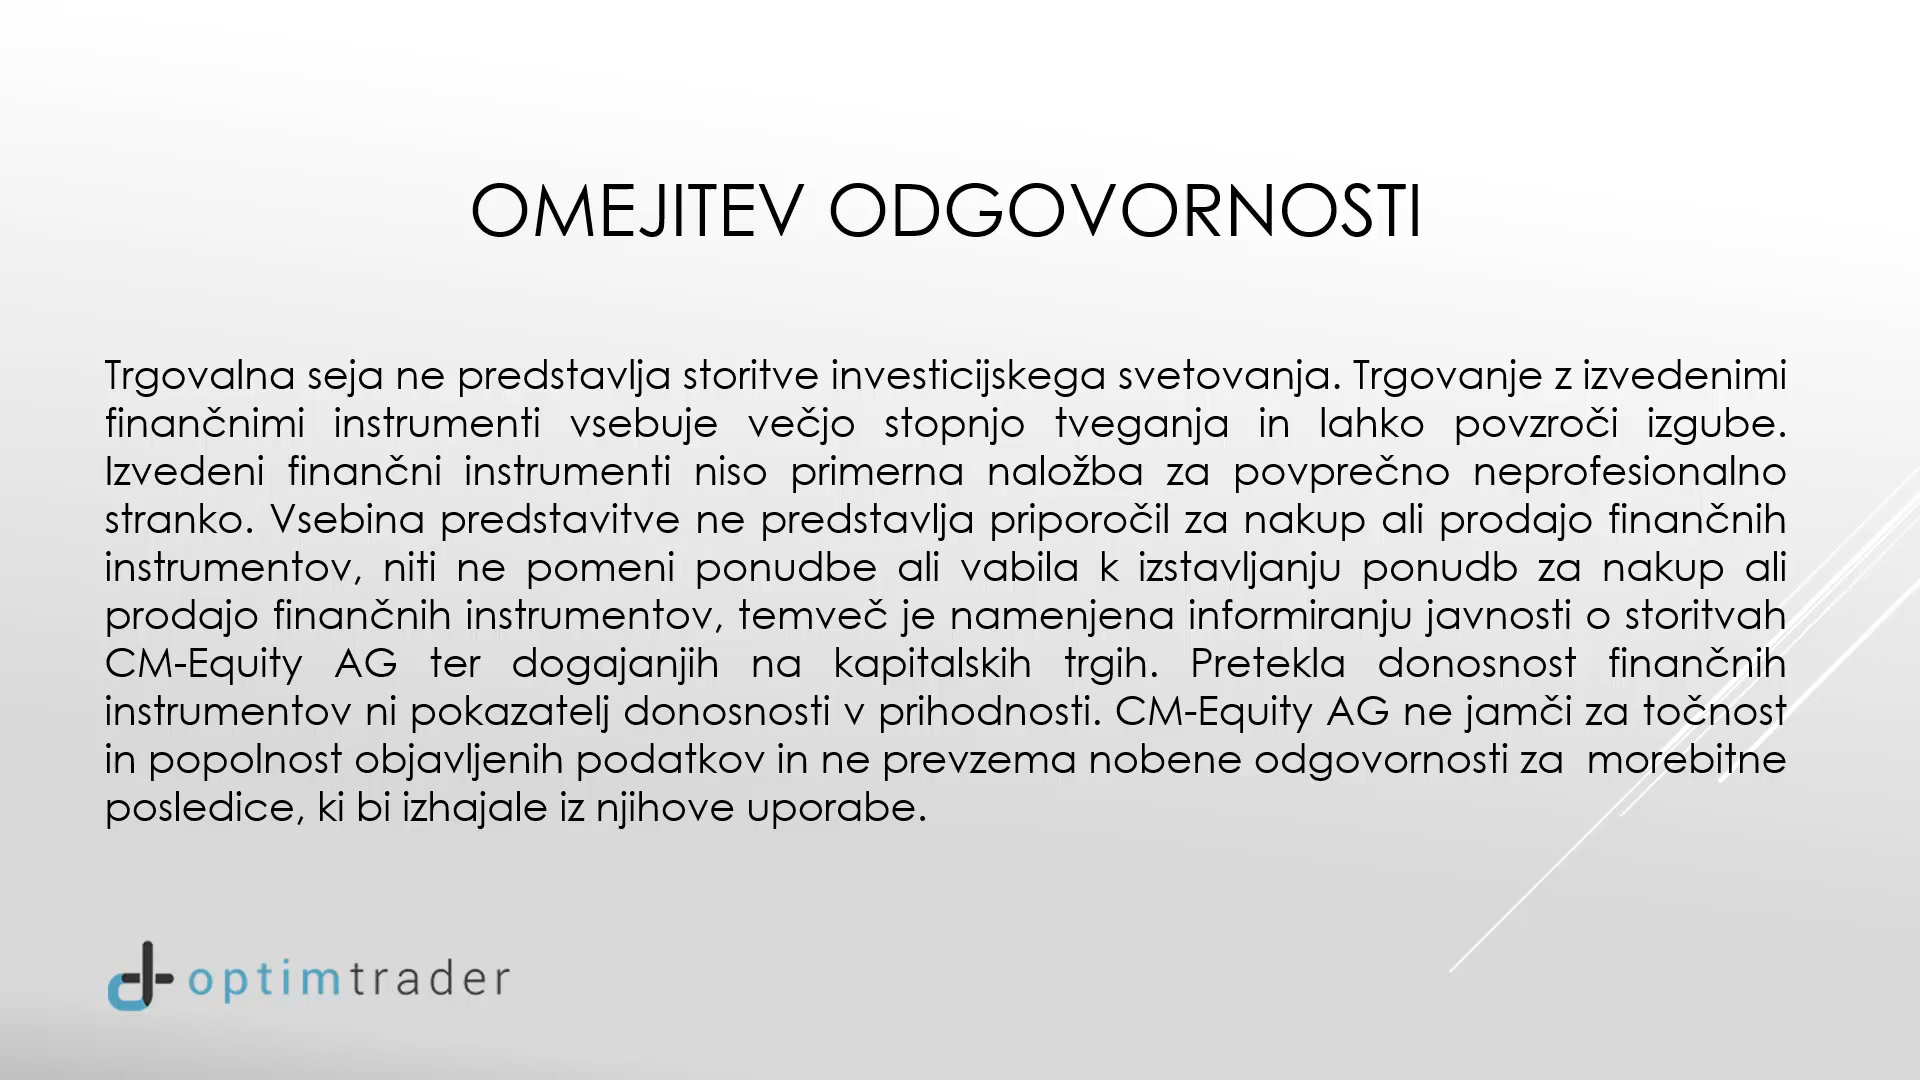 OMEJITEV ODGOVORNOSTI
Trgovalna seja ne predstavlja storitve investicijskega svetovanja. Trgovanje z izvedenimi
finančnimi instrumenti vsebuje večjo stopnjo tveganja in lahko povzroči izgube.
Izvedeni finančni instrumenti niso primerna naložba za povprečno neprofesionalno
stranko. Vsebina predstavitve ne predstavlja priporočil za nakup ali prodajo finančnih
instrumentov, niti ne pomeni ponudbe ali vabila k izstavljanju ponudb za nakup ali
prodajo finančnih instrumentov, temveč je namenjena informiranju javnosti o storitvah
CM-Equity AG ter dogajanjih na kapitalskih trgih. Pretekla donosnost finančnih
instrumentov ni pokazatelj donosnosti v prihodnosti. CM-Equity AG ne jamči za točnost
in popolnost objavljenih podatkov in ne prevzema nobene odgovornosti za  morebitne
posledice, ki bi izhajale iz njihove uporabe.
optimtrader